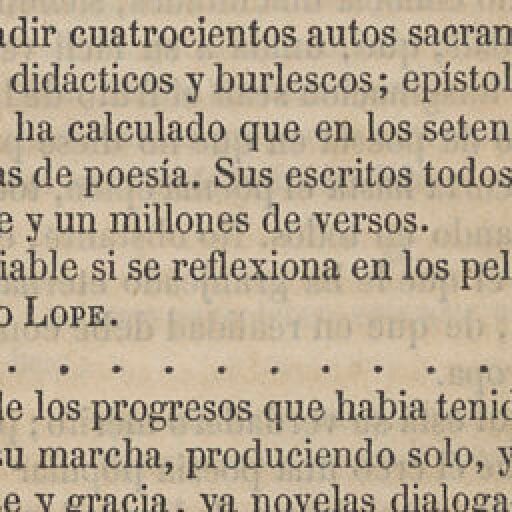 adir cuatrocientos autos sacram
didácticos y burlescos; epístol
ha calculado que en los seten
as de poesía. Sus escritos todos
e y un millones de versos.
iable si se reflexiona en los pel
o LOPE.
. . . . . . . . . .
de los progresos que habia tenid
su marcha, produciendo solo, y
te y gracia, ya novelas dialoga-